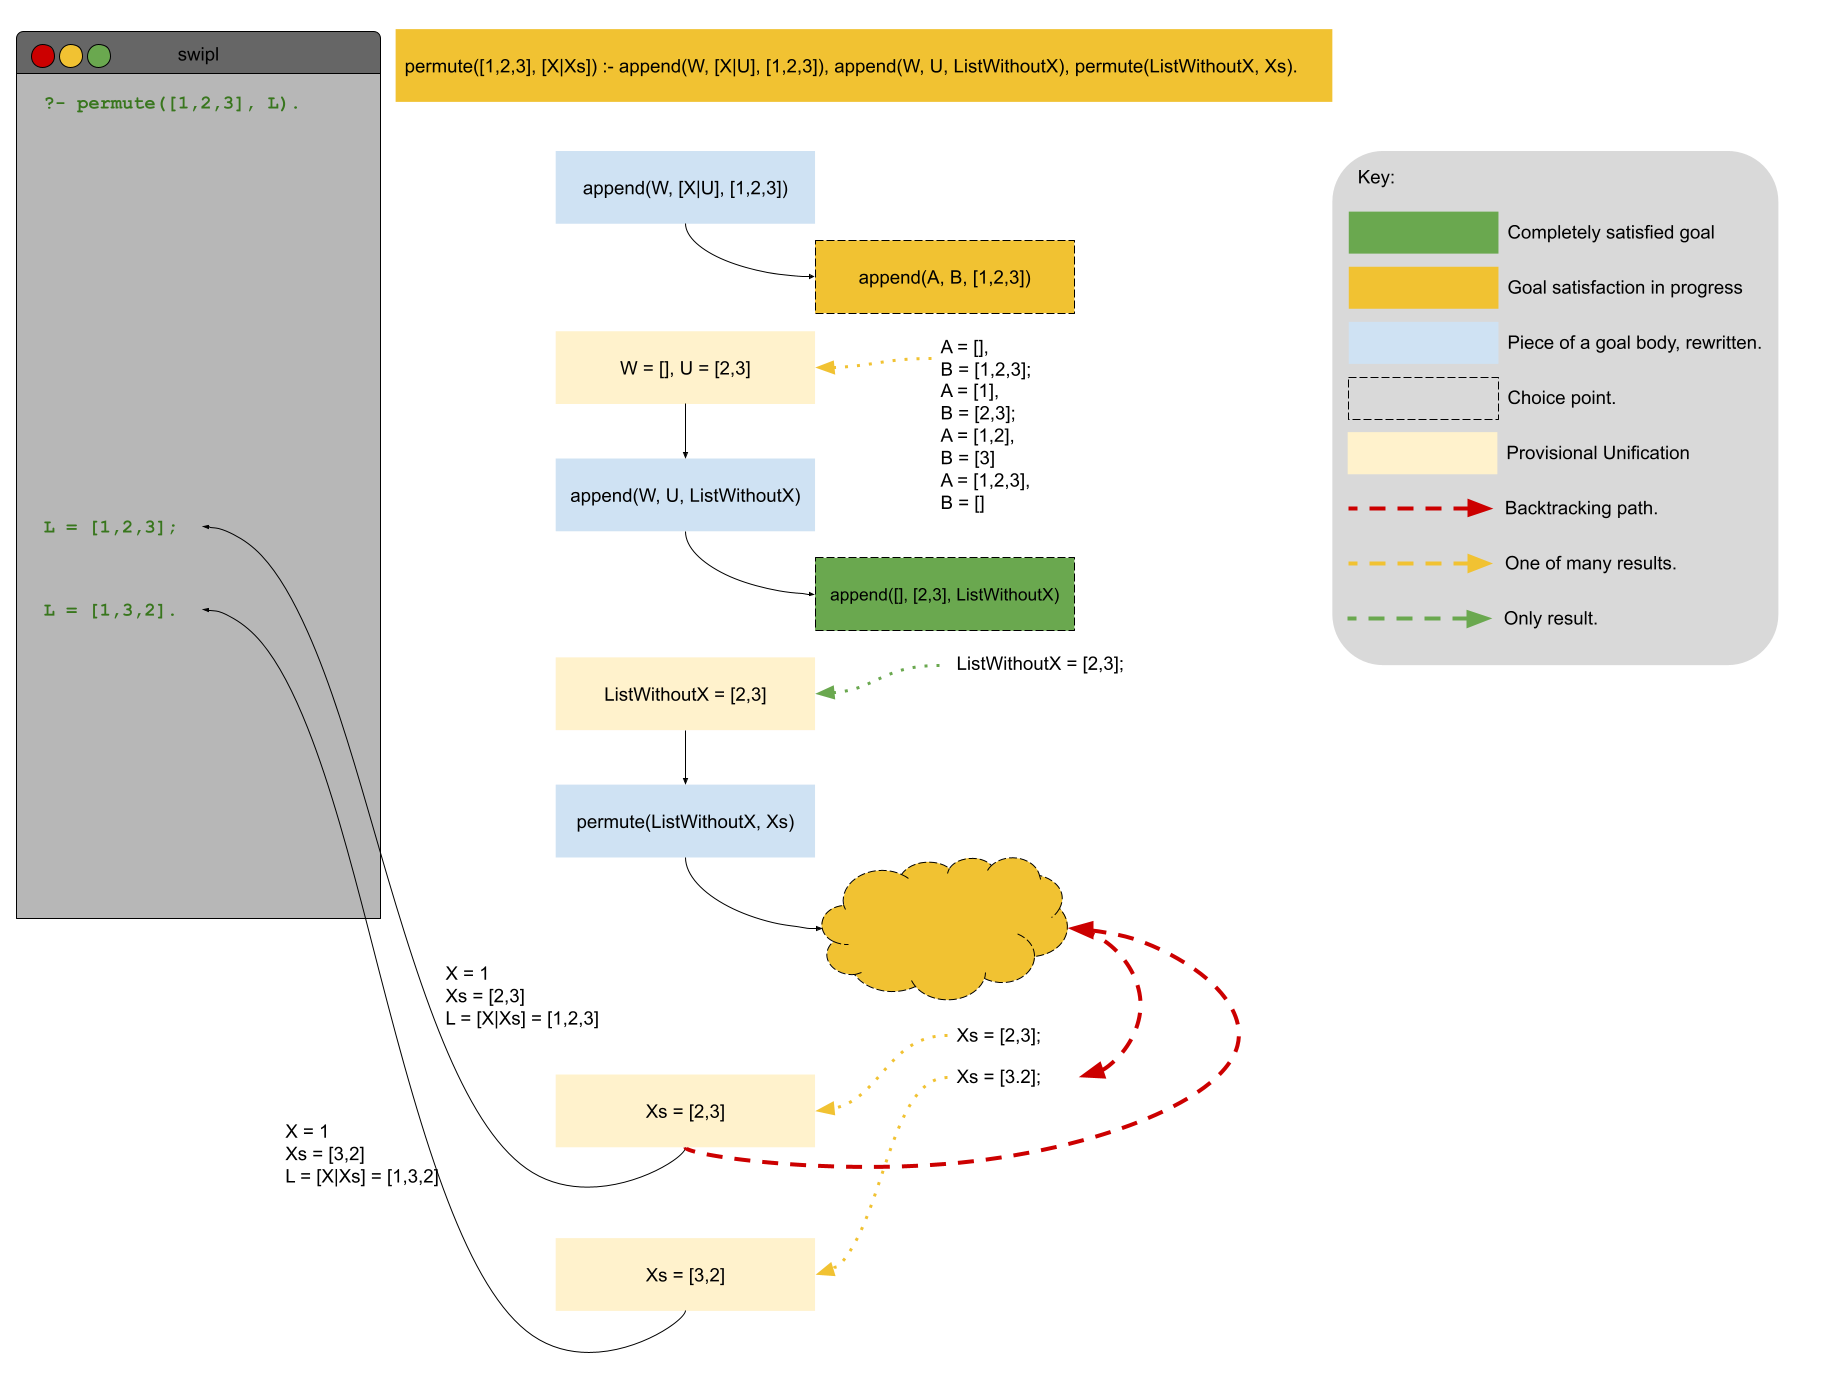 swipl
?- permute([1,2,3], L).
L = [1,2,3];
L = [1,3,2].
permute([1,2,3], [X|Xs]) :- append(W, [X|U], [1,2,3]), append(W, U, ListWithoutX), permute(ListWithoutX, Xs).
append(W, [X|U], [1,2,3])
append(A, B, [1,2,3])
W = [], U = [2,3]
A = [],
B = [1,2,3];
A = [1],
B = [2,3];
A = [1,2],
B = [3]
A = [1,2,3],
B = []
append(W, U, ListWithoutX)
append([], [2,3], ListWithoutX)
ListWithoutX = [2,3];
ListWithoutX = [2,3]
permute(ListWithoutX, Xs)
X = 1
Xs = [2,3]
L = [X|Xs] = [1,2,3]
Xs = [2,3];
Xs = [3.2];
Xs = [2,3]
X = 1
Xs = [3,2]
L = [X|Xs] = [1,3,2]
Xs = [3,2]
Key:
Completely satisfied goal
Goal satisfaction in progress
Piece of a goal body, rewritten.
Choice point.
Provisional Unification
Backtracking path.
One of many results.
Only result.